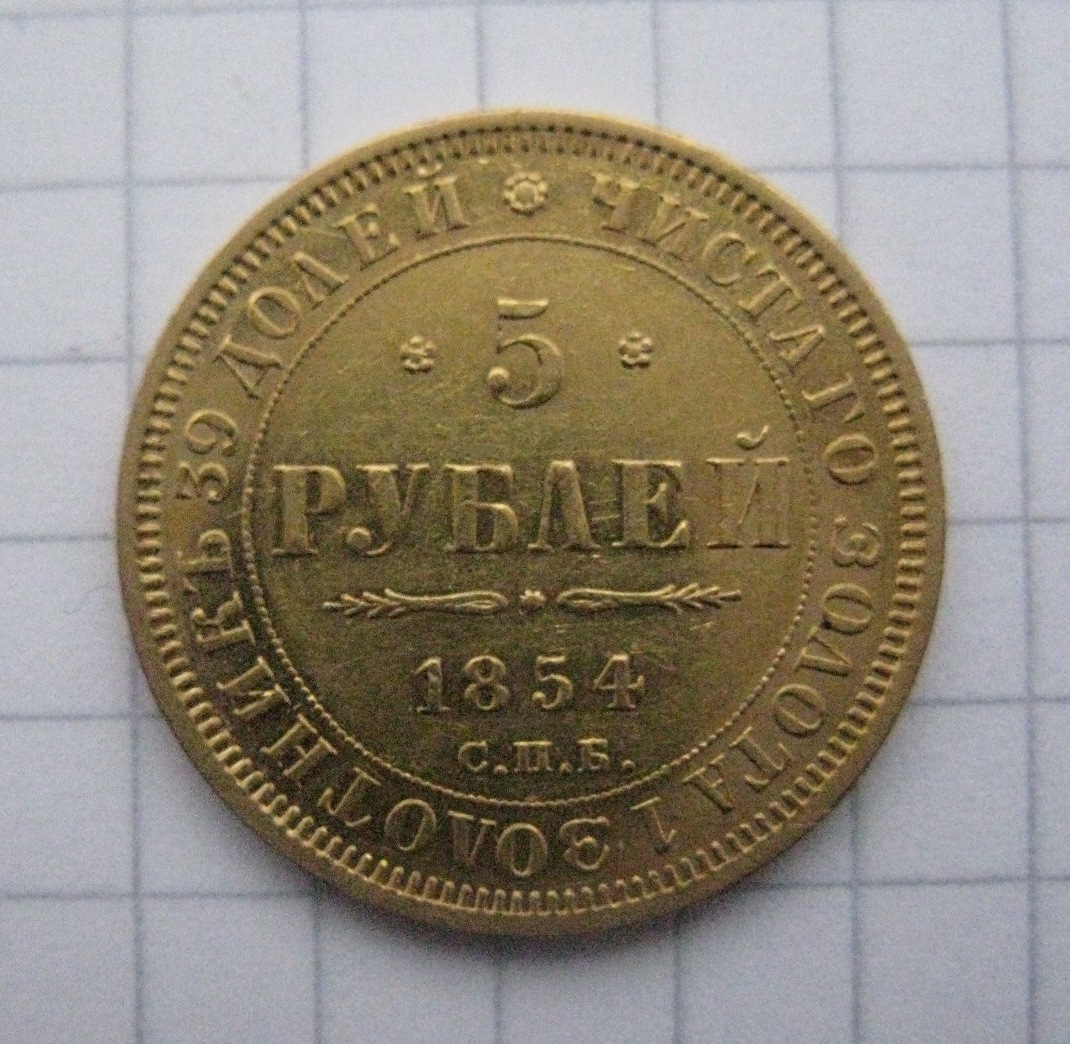 ЧИСТАГО ЗОЛОТА 1 ЗОЛОТНИКЪ 39 ДОЛЕЙ
5
РУБЛЕЙ
1854
С.П.Б.